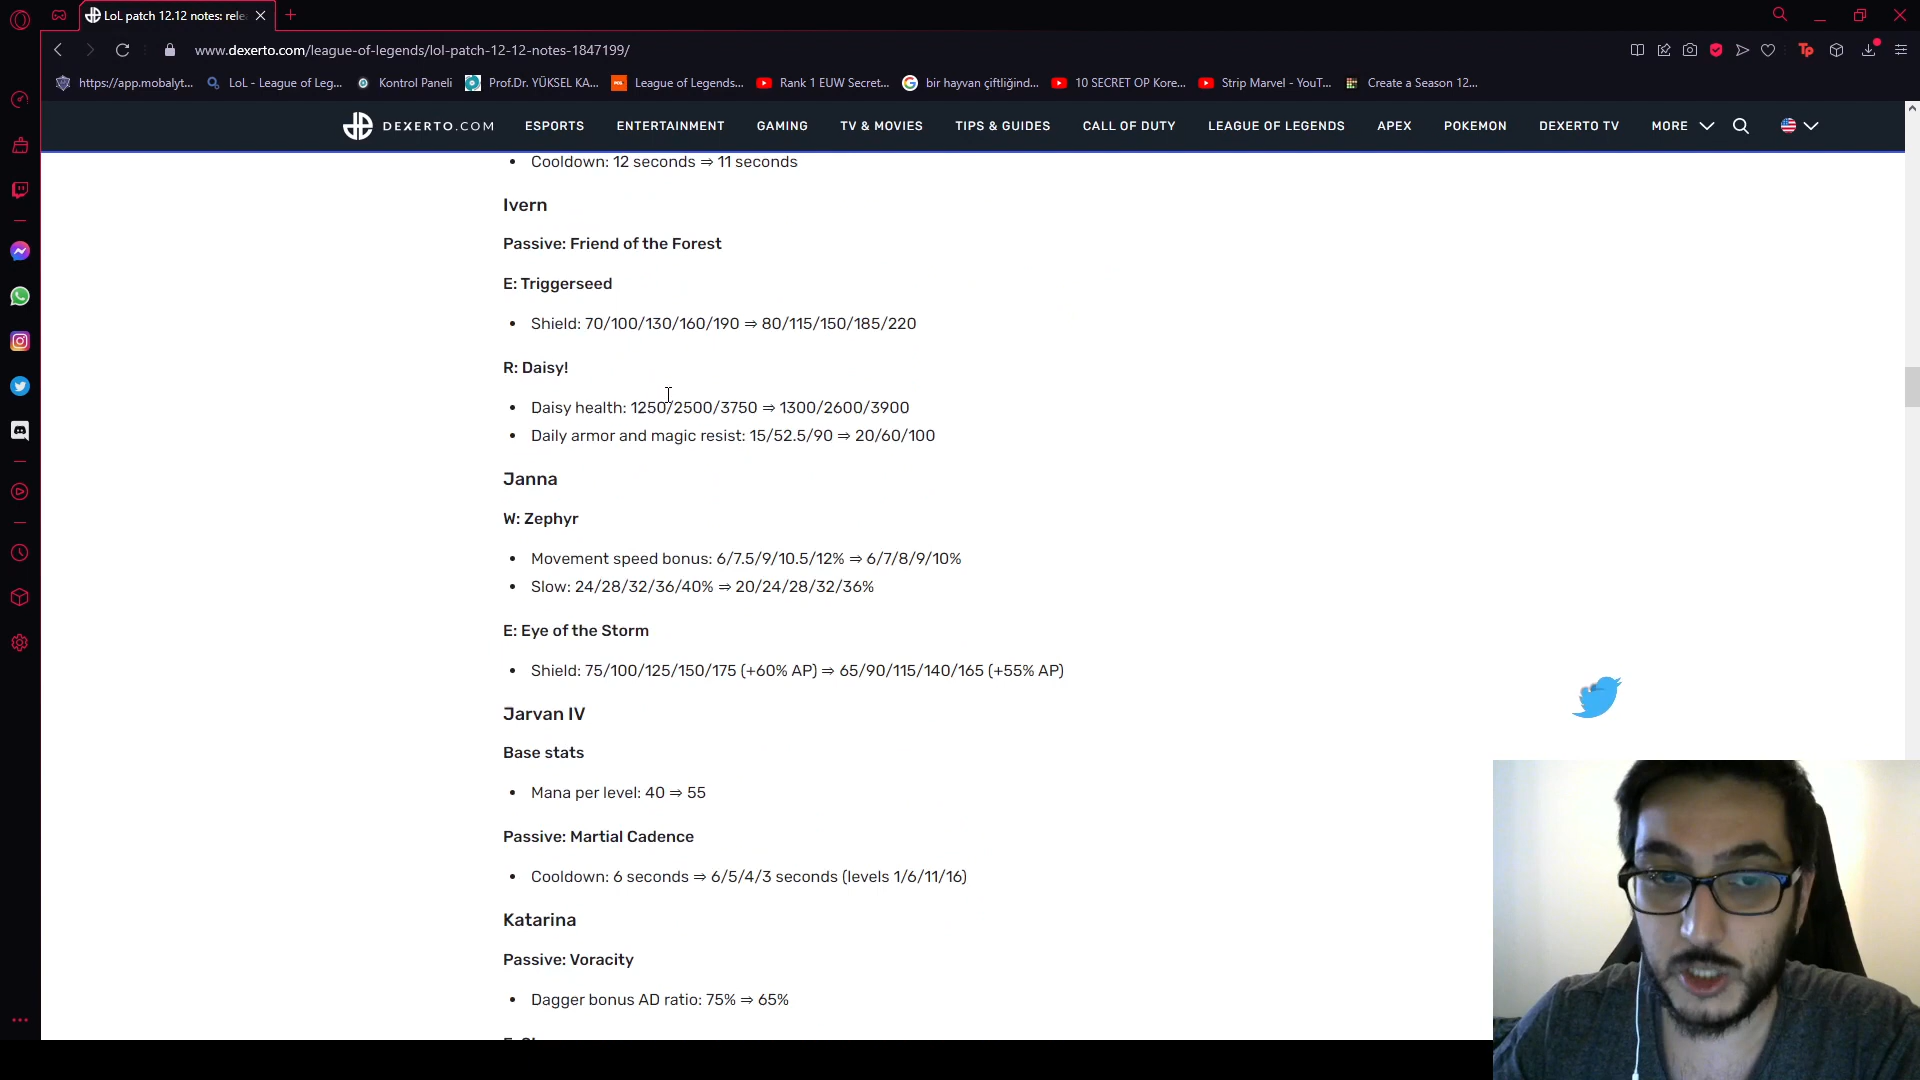 LoL patch 12.12 notes: rele
www.dexerto.com/league-of-legends/lol-patch-12-12-notes-1847199/
https://app.mobalyt... LoL - League of Leg... Kontrol Paneli Prof.Dr. YÜKSEL KA... League of Legends... Rank 1 EUW Secret... bir hayvan çiftliğind... 10 SECRET OP Kore... Strip Marvel - YouT... Create a Season 12...
DEXERTO.COM ESPORTS ENTERTAINMENT GAMING TV & MOVIES TIPS & GUIDES CALL OF DUTY LEAGUE OF LEGENDS APEX POKEMON DEXERTO TV MORE
• Cooldown: 12 seconds ⇒ 11 seconds
Ivern
Passive: Friend of the Forest
E: Triggerseed
• Shield: 70/100/130/160/190 ⇒ 80/115/150/185/220
R: Daisy!
• Daisy health: 1250/2500/3750 ⇒ 1300/2600/3900
• Daily armor and magic resist: 15/52.5/90 ⇒ 20/60/100
Janna
W: Zephyr
• Movement speed bonus: 6/7.5/9/10.5/12% ⇒ 6/7/8/9/10%
• Slow: 24/28/32/36/40% ⇒ 20/24/28/32/36%
E: Eye of the Storm
• Shield: 75/100/125/150/175 (+60% AP) ⇒ 65/90/115/140/165 (+55% AP)
Jarvan IV
Base stats
• Mana per level: 40 ⇒ 55
Passive: Martial Cadence
• Cooldown: 6 seconds ⇒ 6/5/4/3 seconds (levels 1/6/11/16)
Katarina
Passive: Voracity
• Dagger bonus AD ratio: 75% ⇒ 65%